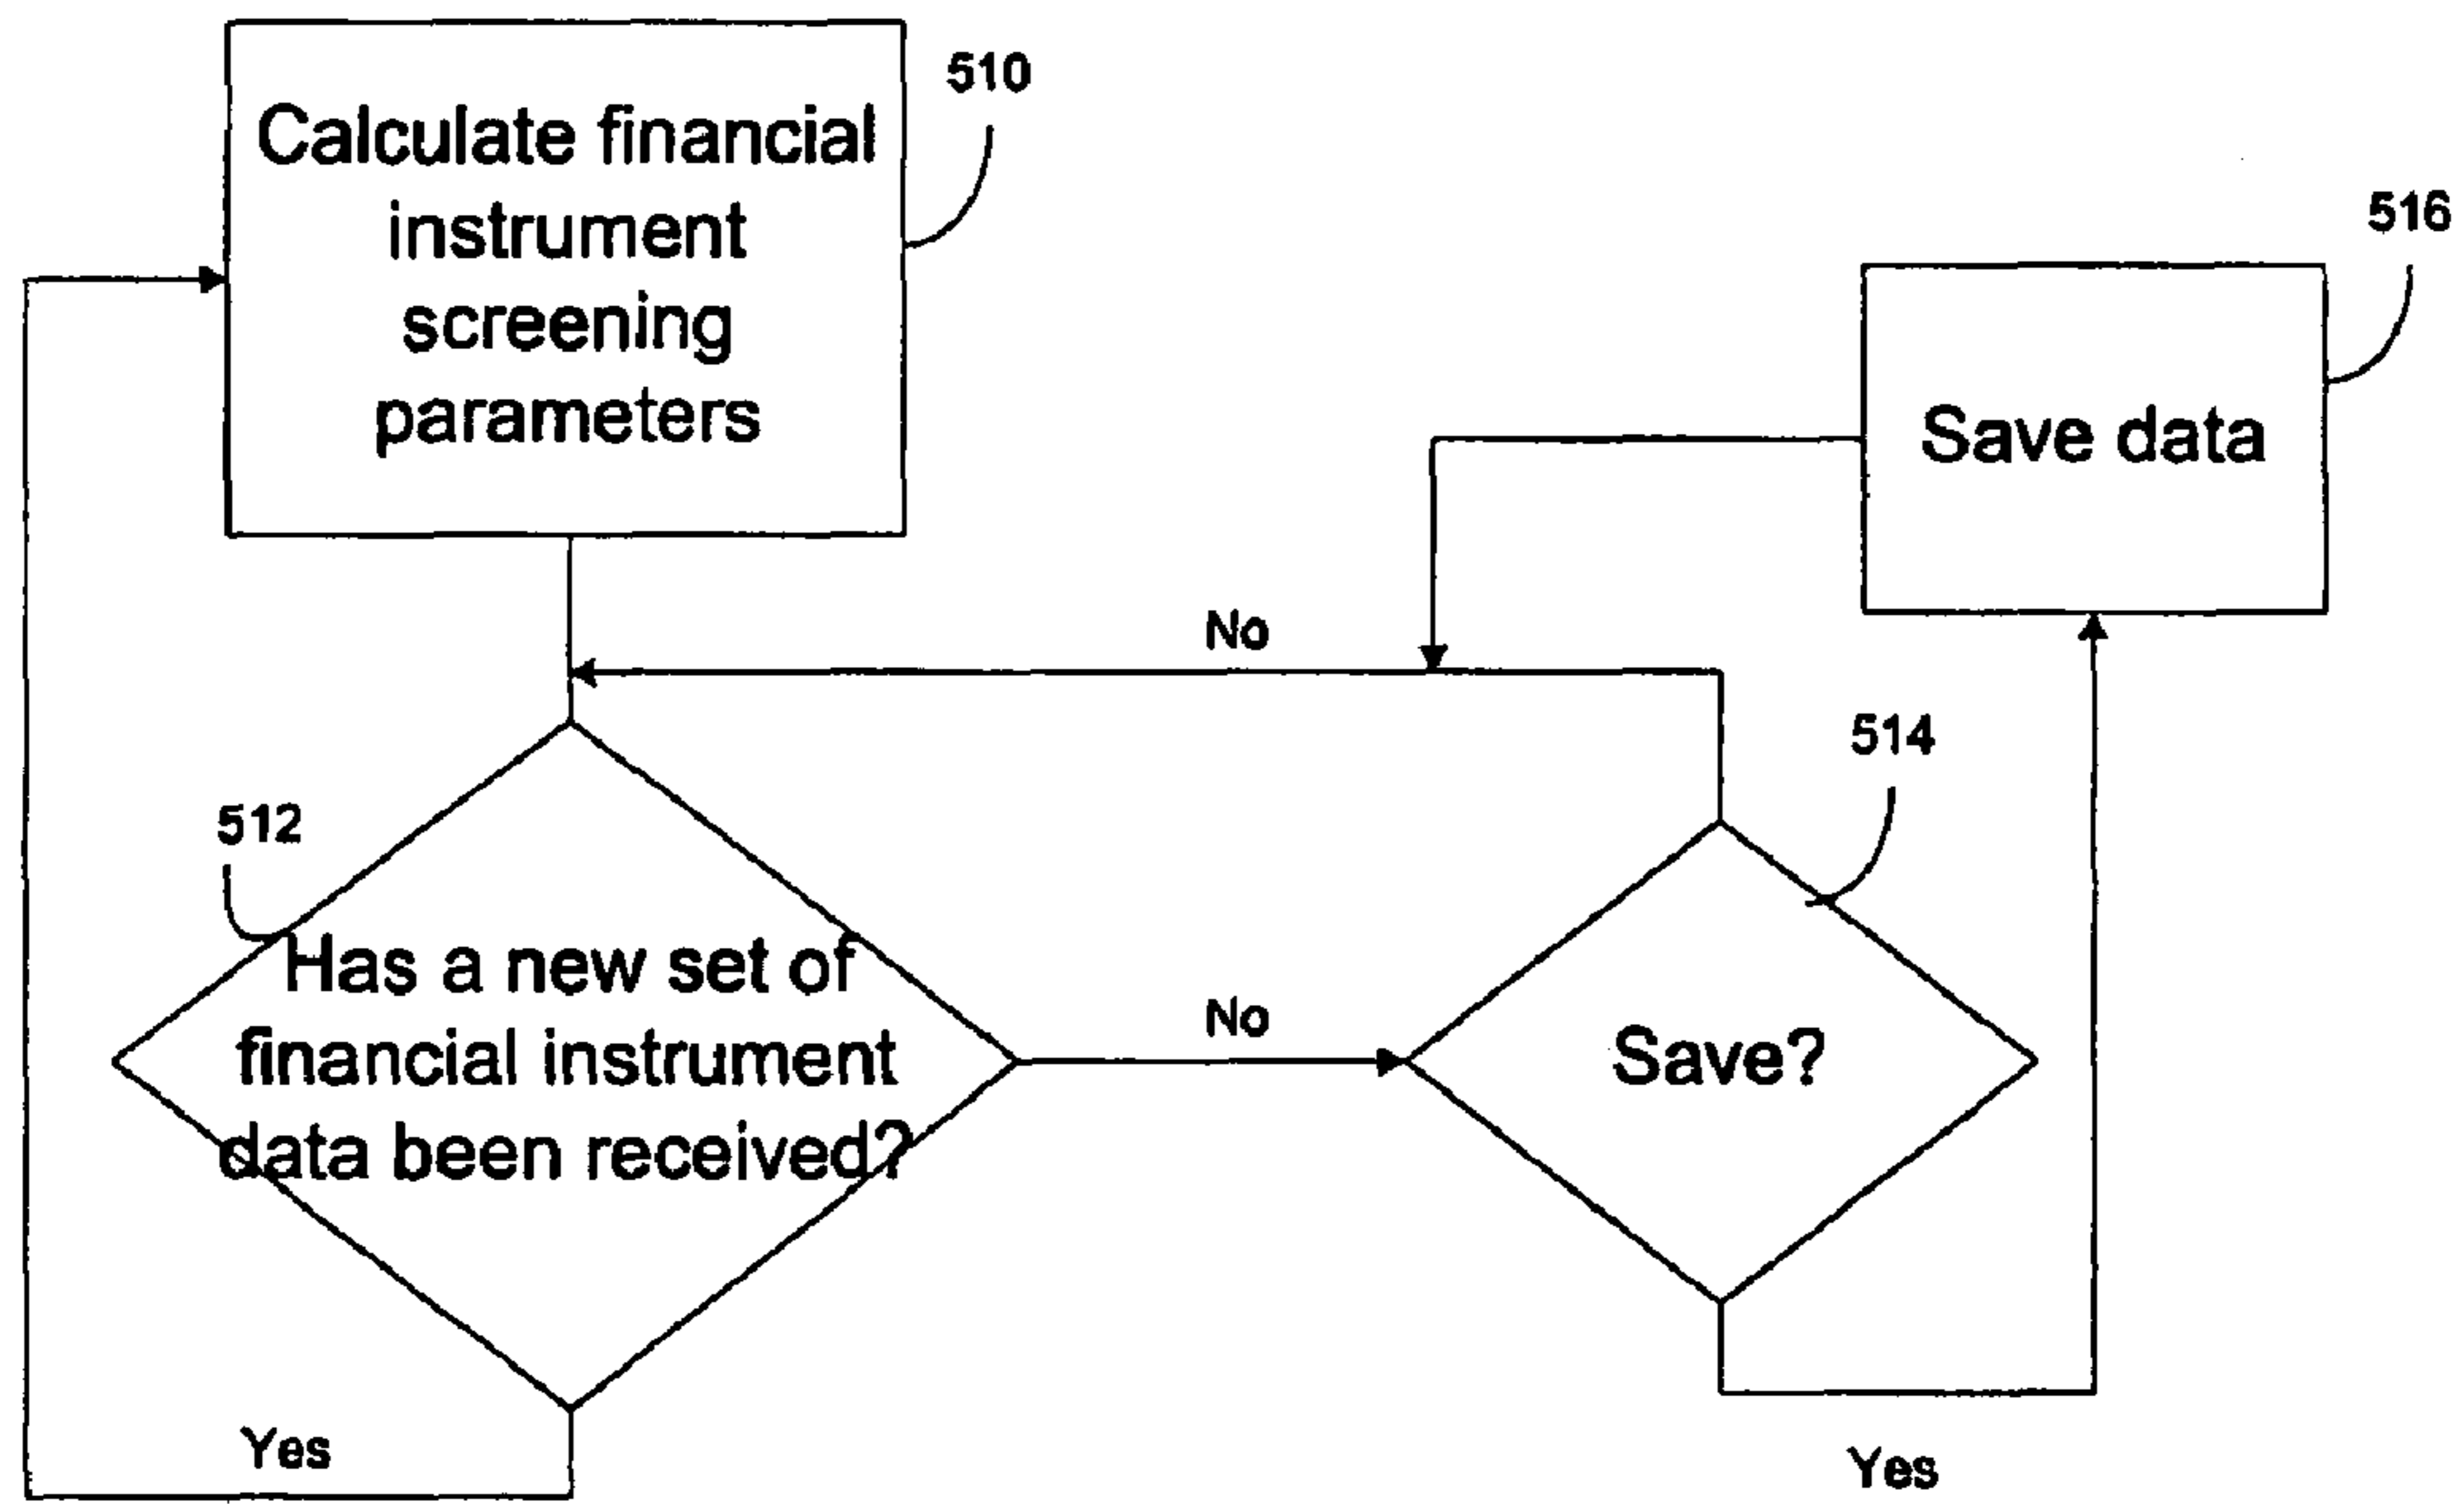 510
Calculate financial
instrument
screening
parameters
516
Save data
No
514
512
Has a new set of
financial instrument
data been received?
No
Save?
Yes
Yes